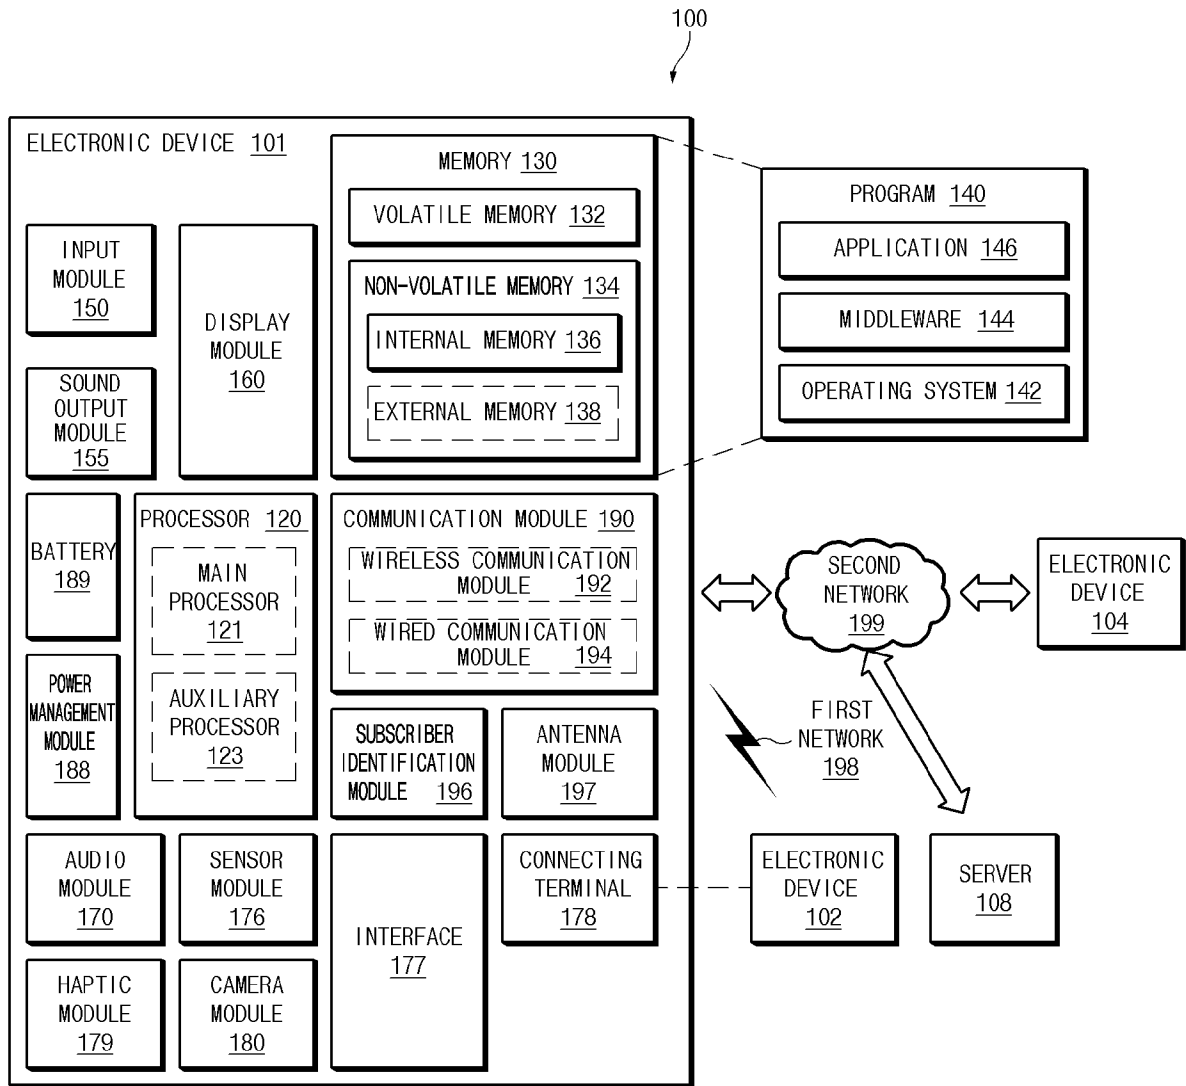 100
ELECTRONIC DEVICE 101
INPUT
MODULE
150
SOUND
OUTPUT
MODULE
155
DISPLAY
MODULE
160
MEMORY 130
VOLATILE MEMORY 132
NON-VOLATILE MEMORY 134
INTERNAL MEMORY 136
EXTERNAL MEMORY 138
PROGRAM 140
APPLICATION 146
MIDDLEWARE 144
OPERATING SYSTEM 142
BATTERY
189
POWER
MANAGEMENT
MODULE
188
PROCESSOR 120
MAIN
PROCESSOR
121
AUXILIARY
PROCESSOR
123
COMMUNICATION MODULE 190
WIRELESS COMMUNICATION
MODULE 192
WIRED COMMUNICATION
MODULE 194
SUBSCRIBER
IDENTIFICATION
MODULE 196
ANTENNA
MODULE
197
SECOND
NETWORK
199
ELECTRONIC
DEVICE
104
FIRST
NETWORK
198
AUDIO
MODULE
170
SENSOR
MODULE
176
INTERFACE
177
CONNECTING
TERMINAL
178
ELECTRONIC
DEVICE
102
SERVER
108
HAPTIC
MODULE
179
CAMERA
MODULE
180